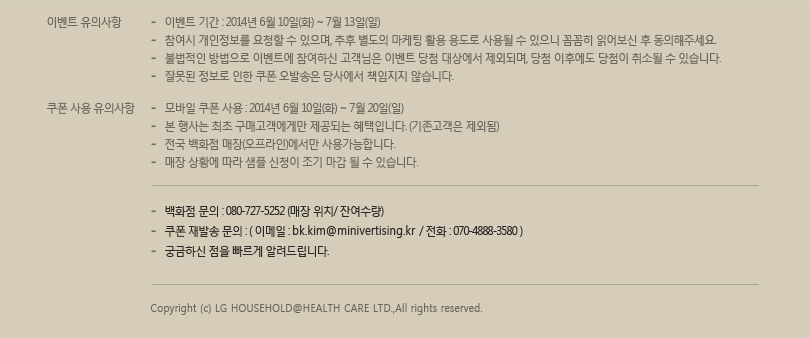 이벤트 유의사항
- 이벤트 기간 : 2014년 6월 10일(화) ~ 7월 13일(일)
- 참여시 개인정보를 요청할 수 있으며, 추후 별도의 마케팅 활용 용도로 사용될 수 있으니 꼼꼼히 읽어보신 후 동의해주세요.
- 불법적인 방법으로 이벤트에 참여하신 고객님은 이벤트 당첨 대상에서 제외되며, 당첨 이후에도 당첨이 취소될 수 있습니다.
- 잘못된 정보로 인한 쿠폰 오발송은 당사에서 책임지지 않습니다.
쿠폰 사용 유의사항
- 모바일 쿠폰 사용 : 2014년 6월 10일(화) ~ 7월 20일(일)
- 본 행사는 최초 구매고객에게만 제공되는 혜택입니다. (기존고객은 제외됨)
- 전국 백화점 매장(오프라인)에서만 사용가능합니다.
- 매장 상황에 따라 샘플 신청이 조기 마감 될 수 있습니다.
- 백화점 문의 : 080-727-5252 (매장 위치/ 잔여수량)
- 쿠폰 재발송 문의 : ( 이메일 : bk.kim@minivertising.kr / 전화 : 070-4888-3580 )
- 궁금하신 점을 빠르게 알려드립니다.
Copyright (c) LG HOUSEHOLD@HEALTH CARE LTD.,All rights reserved.